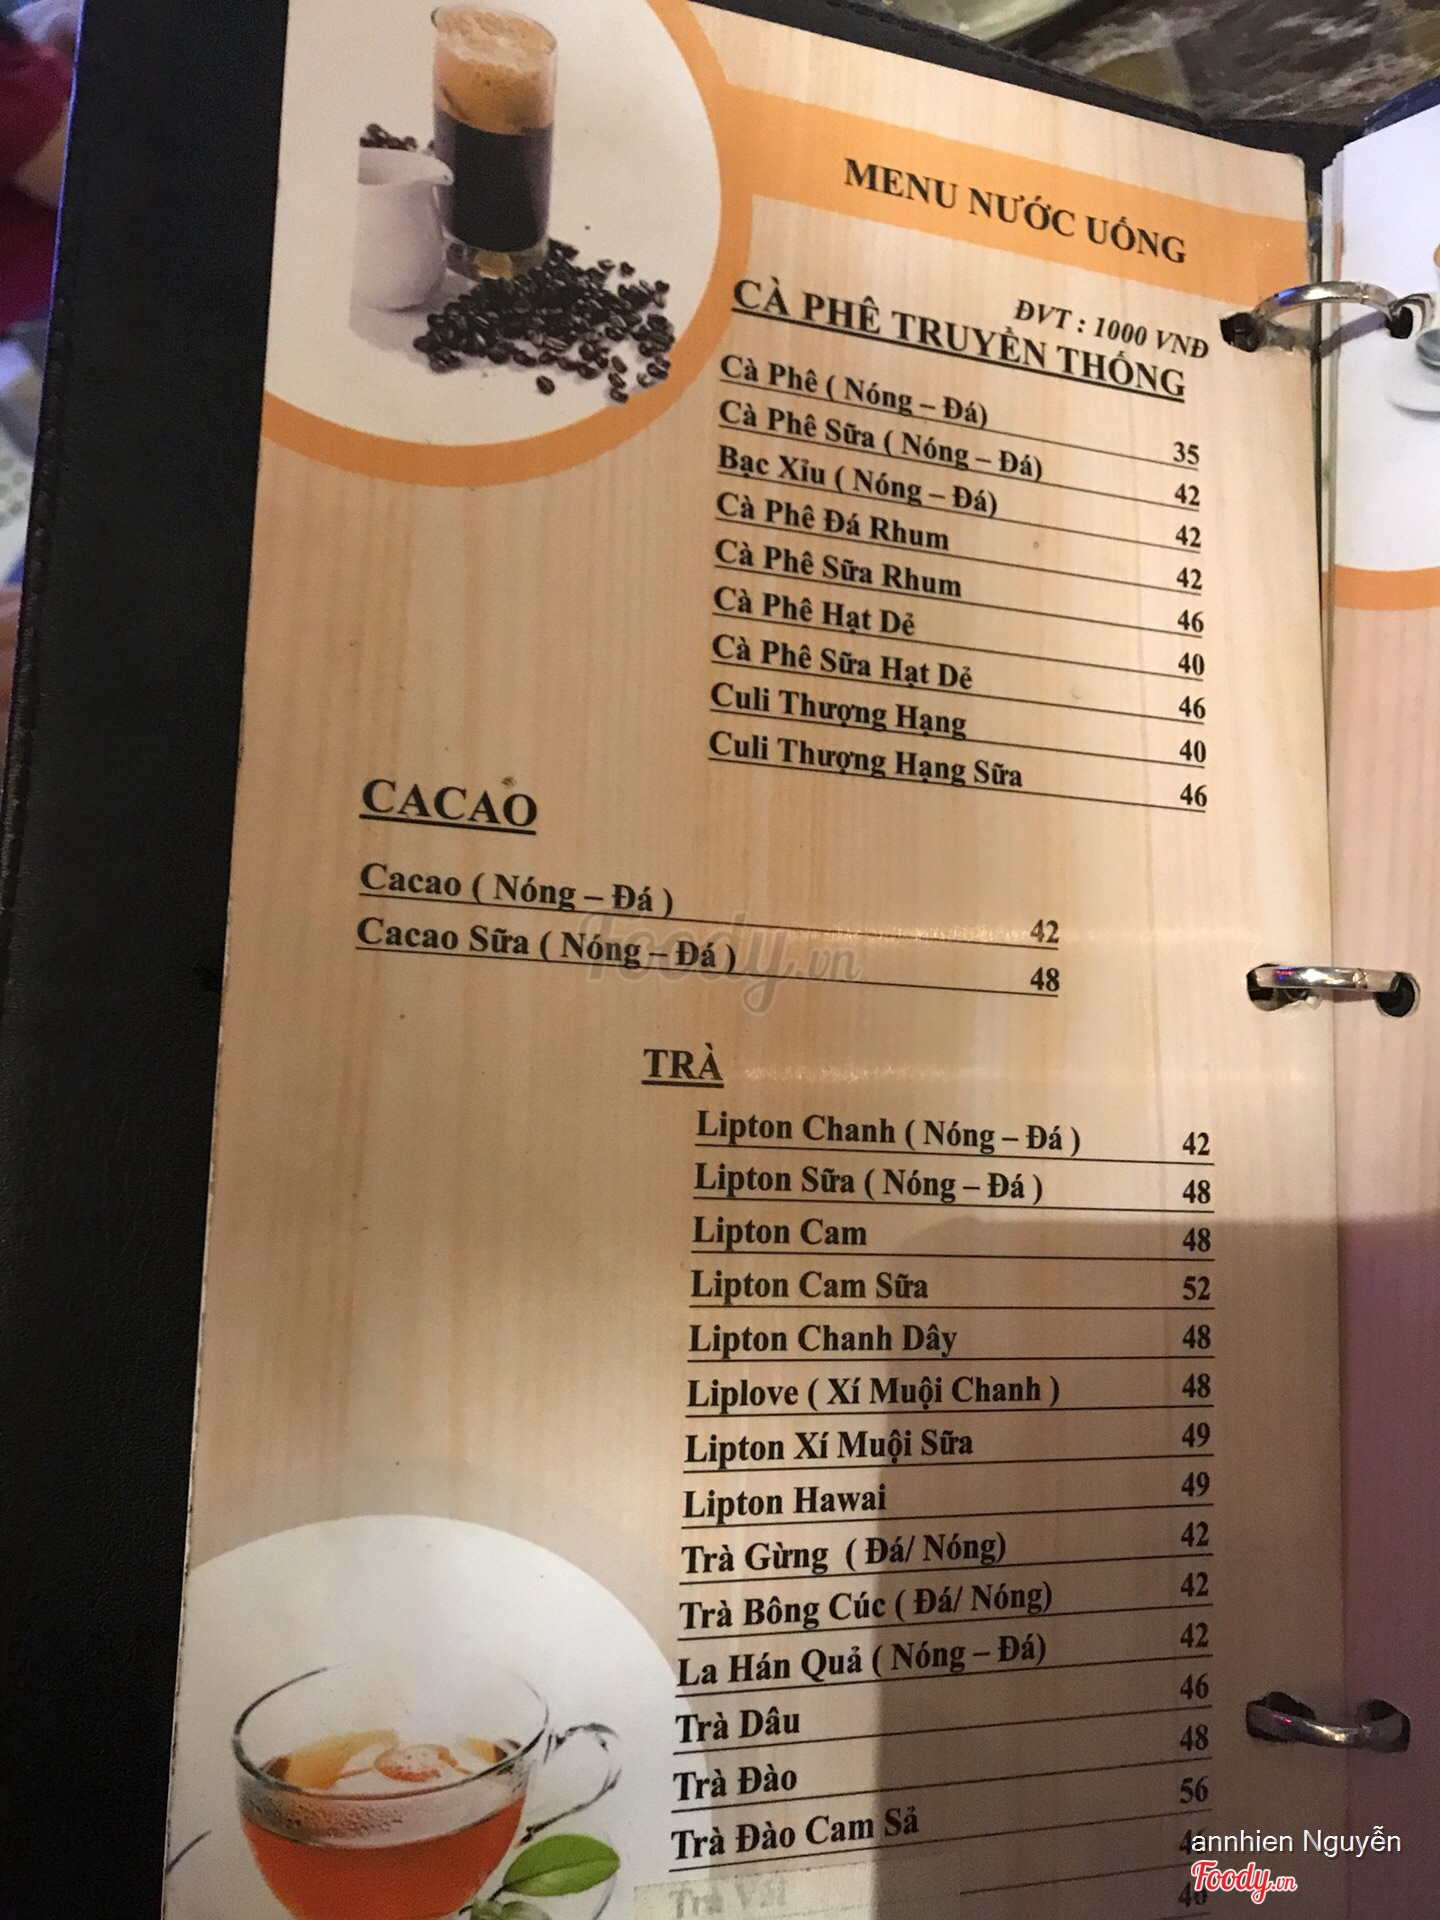 MENU NƯỚC UỐNG
ĐVT : 1000 VNĐ
CÀ PHÊ TRUYỀN THỐNG
Cà Phê ( Nóng – Đá) 35
Cà Phê Sữa ( Nóng – Đá) 42
Bạc Xỉu ( Nóng – Đá) 42
Cà Phê Đá Rhum 42
Cà Phê Sữa Rhum 46
Cà Phê Hạt Dẻ 40
Cà Phê Sữa Hạt Dẻ 46
Culi Thượng Hạng 40
Culi Thượng Hạng Sữa 46
CACAO
Cacao ( Nóng – Đá ) 42
Cacao Sữa ( Nóng – Đá ) 48
Foody.vn
TRÀ
Lipton Chanh ( Nóng – Đá ) 42
Lipton Sữa ( Nóng – Đá ) 48
Lipton Cam 48
Lipton Cam Sữa 52
Lipton Chanh Dây 48
Liplove ( Xí Muội Chanh ) 48
Lipton Xí Muội Sữa 49
Lipton Hawai 49
Trà Gừng ( Đá/ Nóng) 42
Trà Bông Cúc ( Đá/ Nóng) 42
La Hán Quả ( Nóng – Đá) 42
Trà Dâu 46
Trà Đào 48
Trà Đào Cam Sả 56
Trà
annhien Nguyễn
Foody.vn